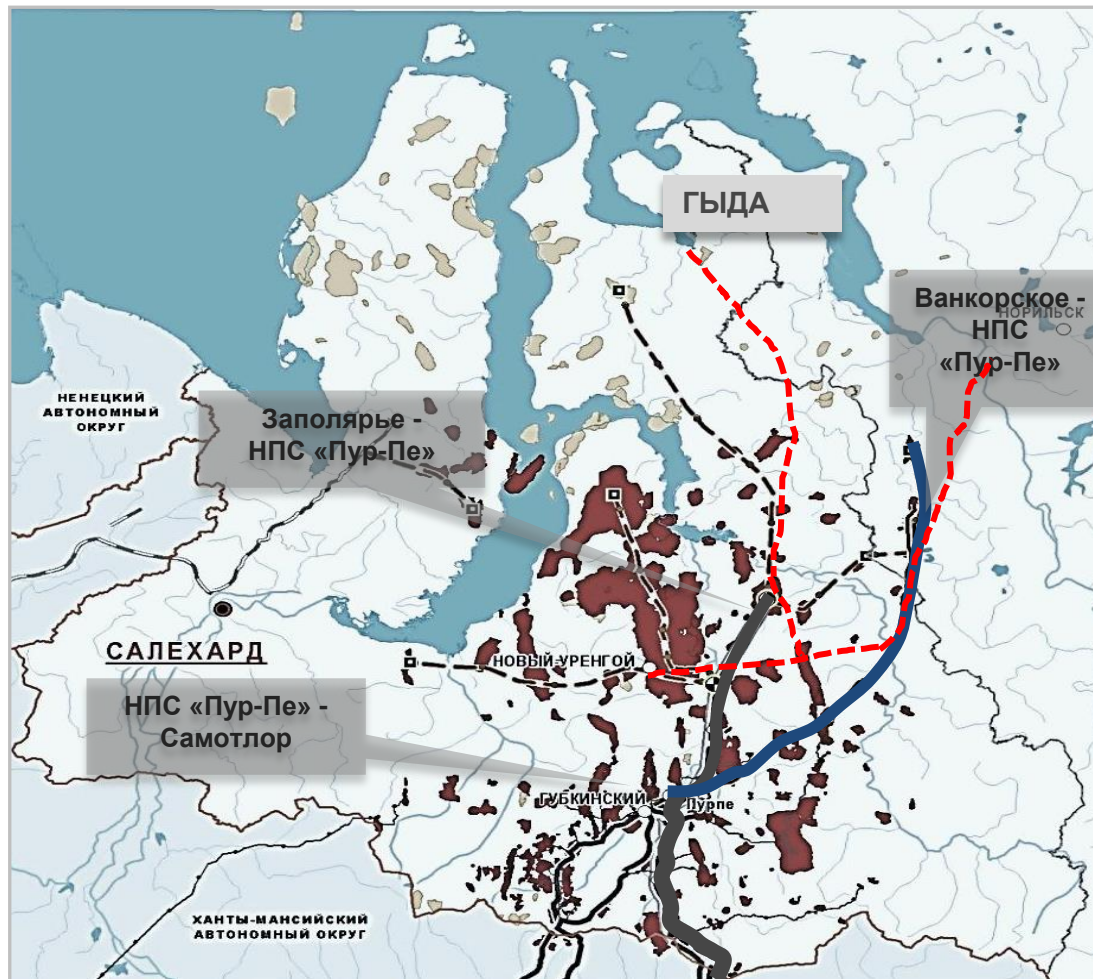 ГЫДА
Ванкорское -
НПС
«Пур-Пе»
НОРИЛЬСК
НЕНЕЦКИЙ
АВТОНОМНЫЙ
ОКРУГ
Заполярье -
НПС «Пур-Пе»
САЛЕХАРД
НОВЫЙ-УРЕНГОЙ
НПС «Пур-Пе» -
Самотлор
ГУБКИНСКИЙ
Пурпе
ХАНТЫ-МАНСИЙСКИЙ
АВТОНОМНЫЙ ОКРУГ